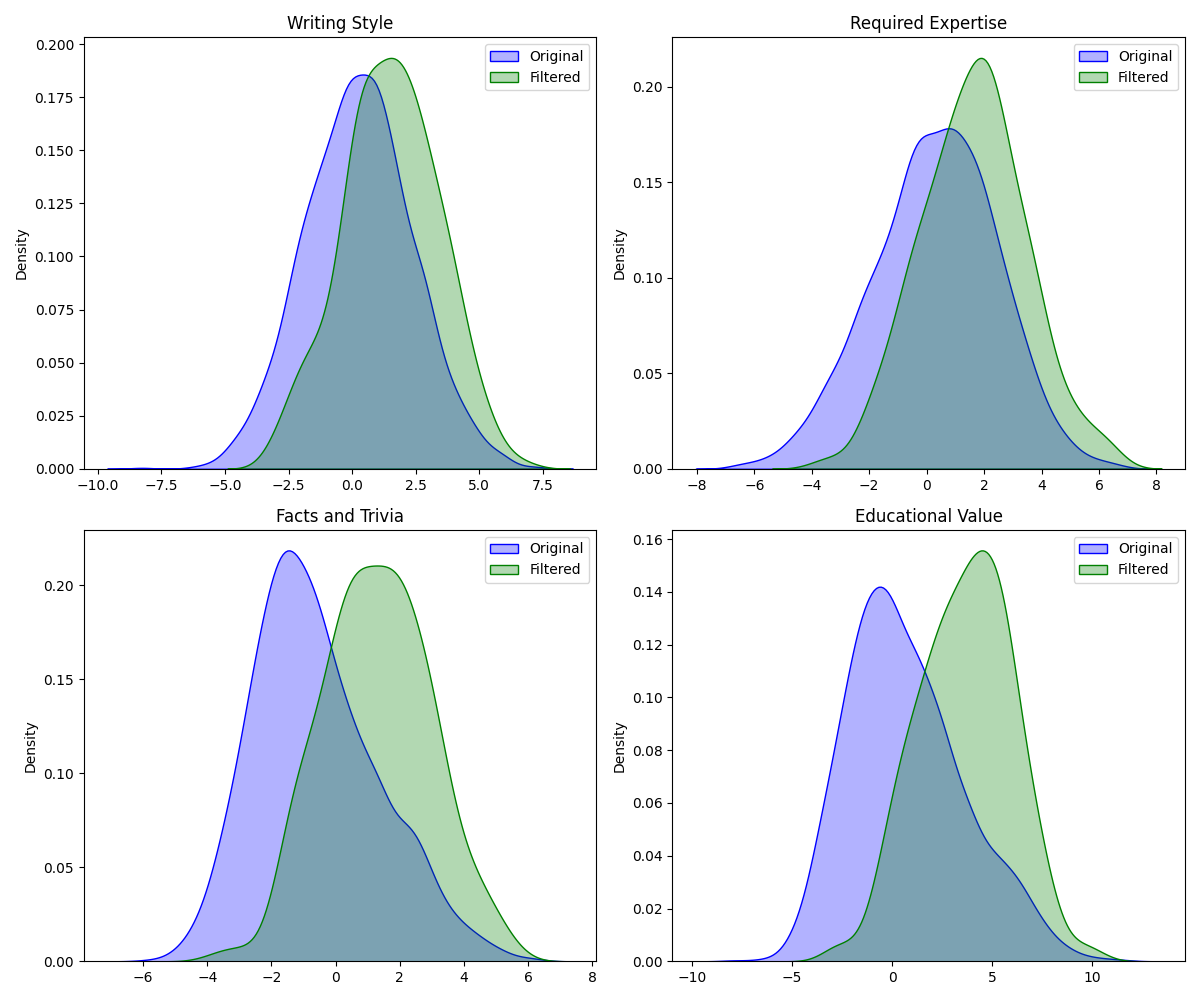 Writing Style
Original
Filtered
Density
0.200
0.175
0.150
0.125
0.100
0.075
0.050
0.025
0.000
−10.0 −7.5 −5.0 −2.5 0.0 2.5 5.0 7.5
Required Expertise
Original
Filtered
Density
0.20
0.15
0.10
0.05
0.00
−8 −6 −4 −2 0 2 4 6 8
Facts and Trivia
Original
Filtered
Density
0.20
0.15
0.10
0.05
0.00
−6 −4 −2 0 2 4 6 8
Educational Value
Original
Filtered
Density
0.16
0.14
0.12
0.10
0.08
0.06
0.04
0.02
0.00
−10 −5 0 5 10